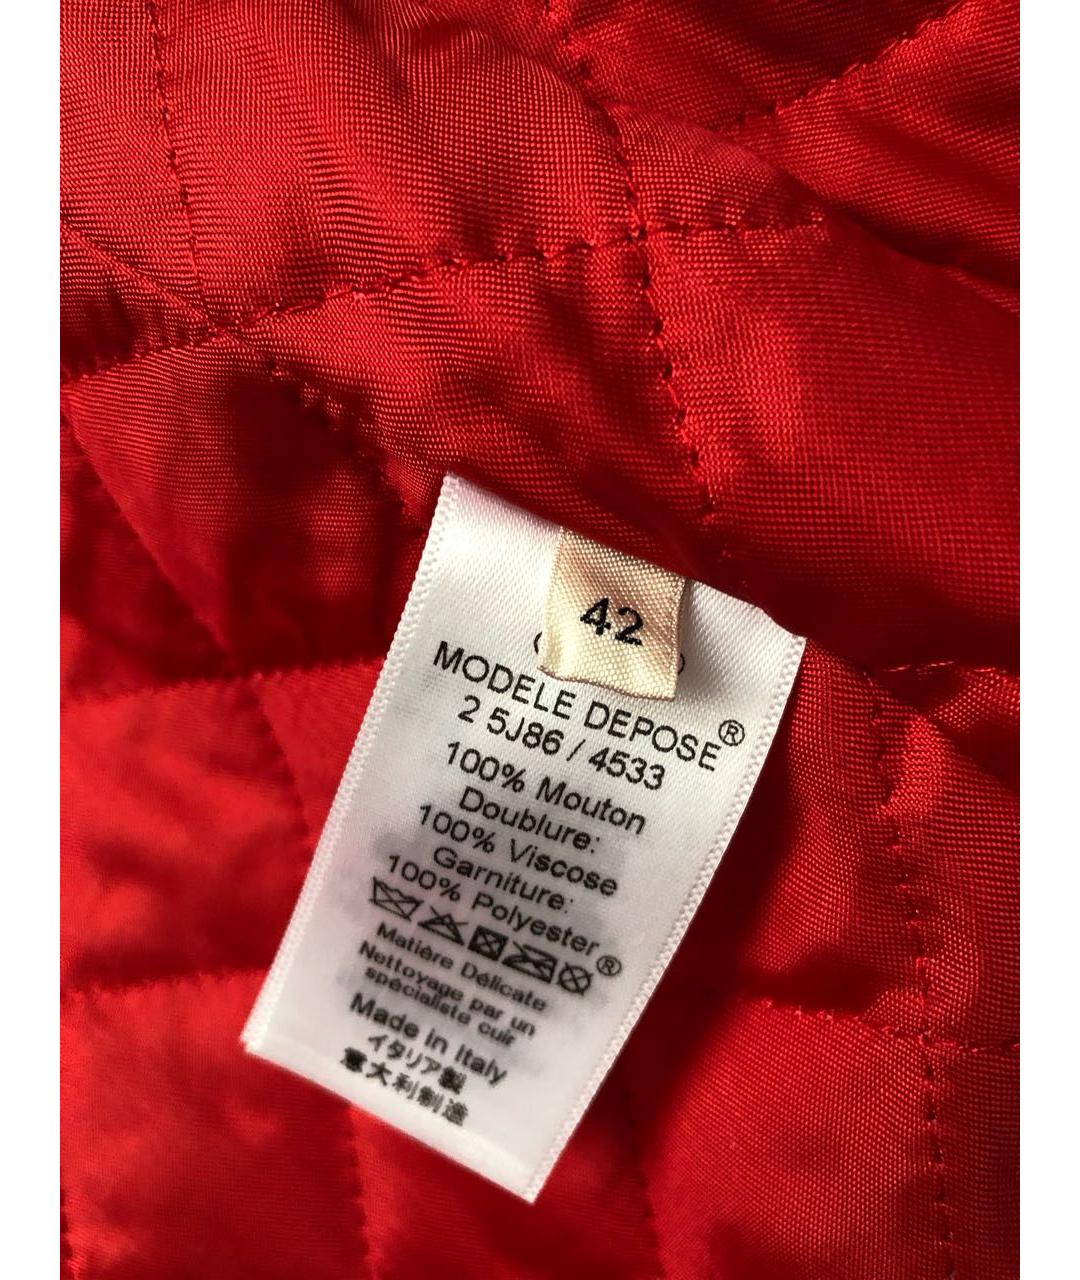 42
MODELE DEPOSE®
2 5J86 / 4533
100% Mouton
Doublure:
100% Viscose
Garniture:
100% Polyester®
Matière Délicate
Nettoyage par un
spécialiste cuir
Made in Italy
イタリア製
意大利制造